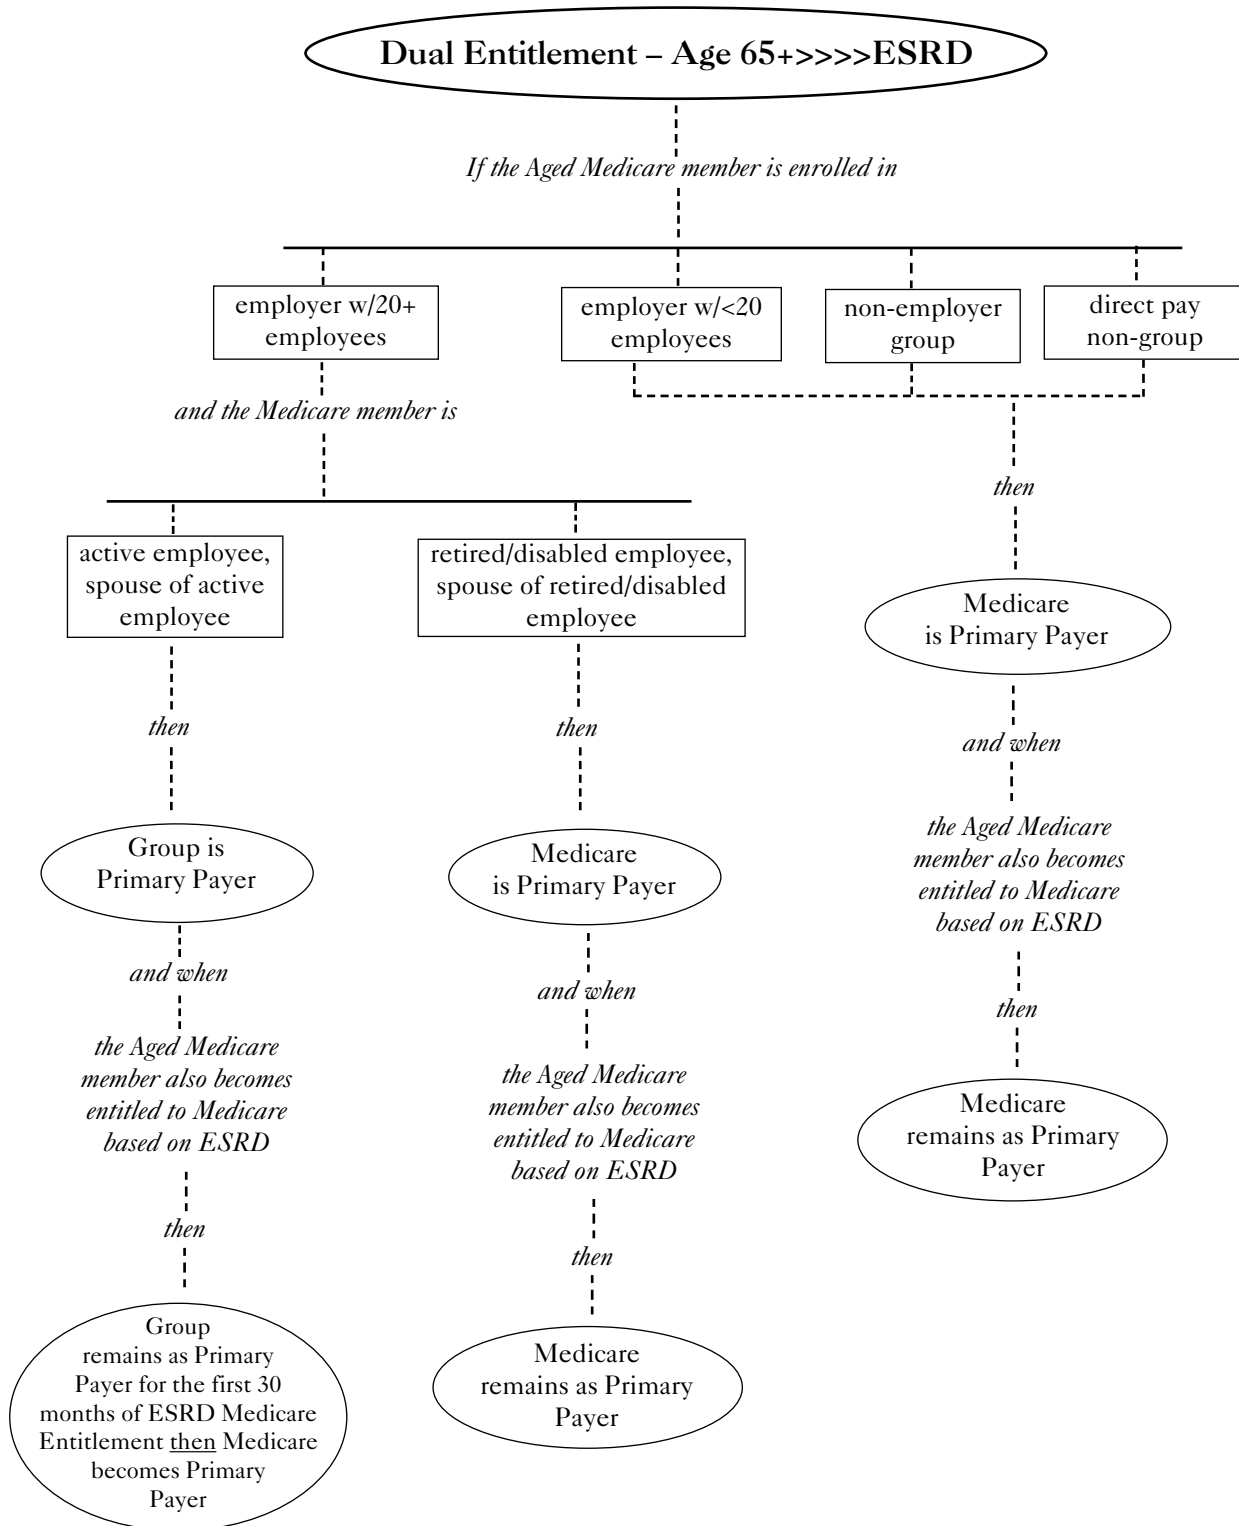 Dual Entitlement – Age 65+>>>>ESRD
If the Aged Medicare member is enrolled in
employer w/20+
employees
employer w/<20
employees
non-employer
group
direct pay
non-group
and the Medicare member is
then
active employee,
spouse of active
employee
retired/disabled employee,
spouse of retired/disabled
employee
Medicare
is Primary Payer
then
then
and when
Group is
Primary Payer
Medicare
is Primary Payer
the Aged Medicare
member also becomes
entitled to Medicare
based on ESRD
and when
and when
then
the Aged Medicare
member also becomes
entitled to Medicare
based on ESRD
the Aged Medicare
member also becomes
entitled to Medicare
based on ESRD
Medicare
remains as Primary
Payer
then
then
Group
remains as Primary
Payer for the first 30
months of ESRD Medicare
Entitlement then Medicare
becomes Primary
Payer
Medicare
remains as Primary
Payer